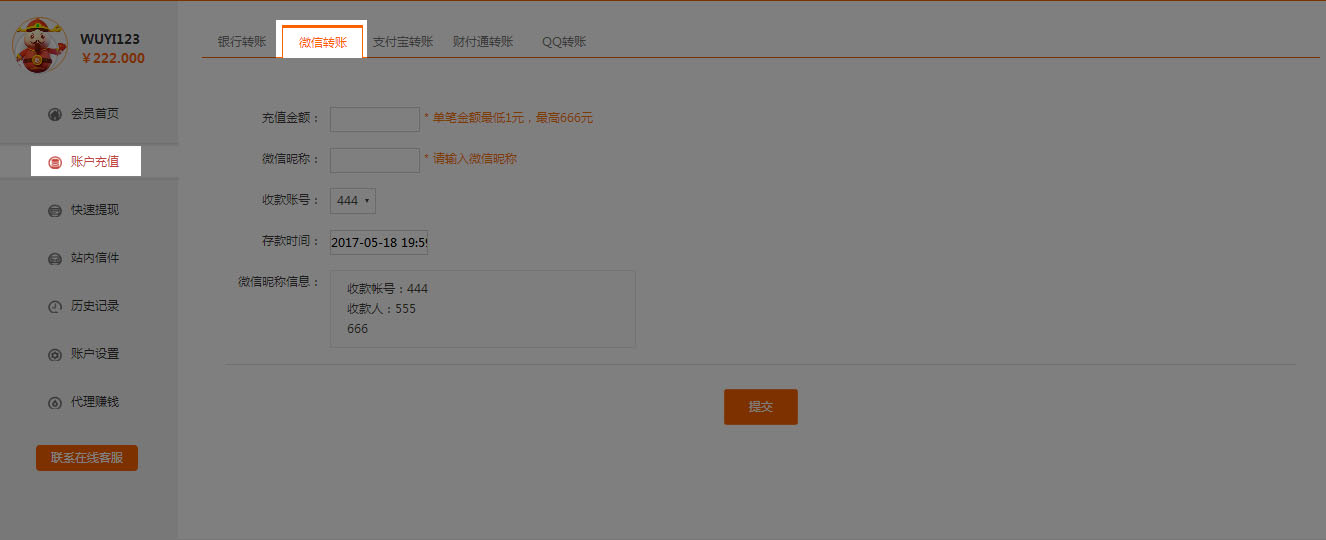 WUYI123
￥222.000
会员首页
账户充值
快速提现
站内信件
历史记录
账户设置
代理赚钱
联系在线客服
银行转账 微信转账 支付宝转账 财付通转账 QQ转账
充值金额： * 单笔金额最低1元，最高666元
微信昵称： * 请输入微信昵称
收款账号： 444
存款时间： 2017-05-18 19:59
微信昵称信息： 收款帐号：444
收款人：555
666
提交